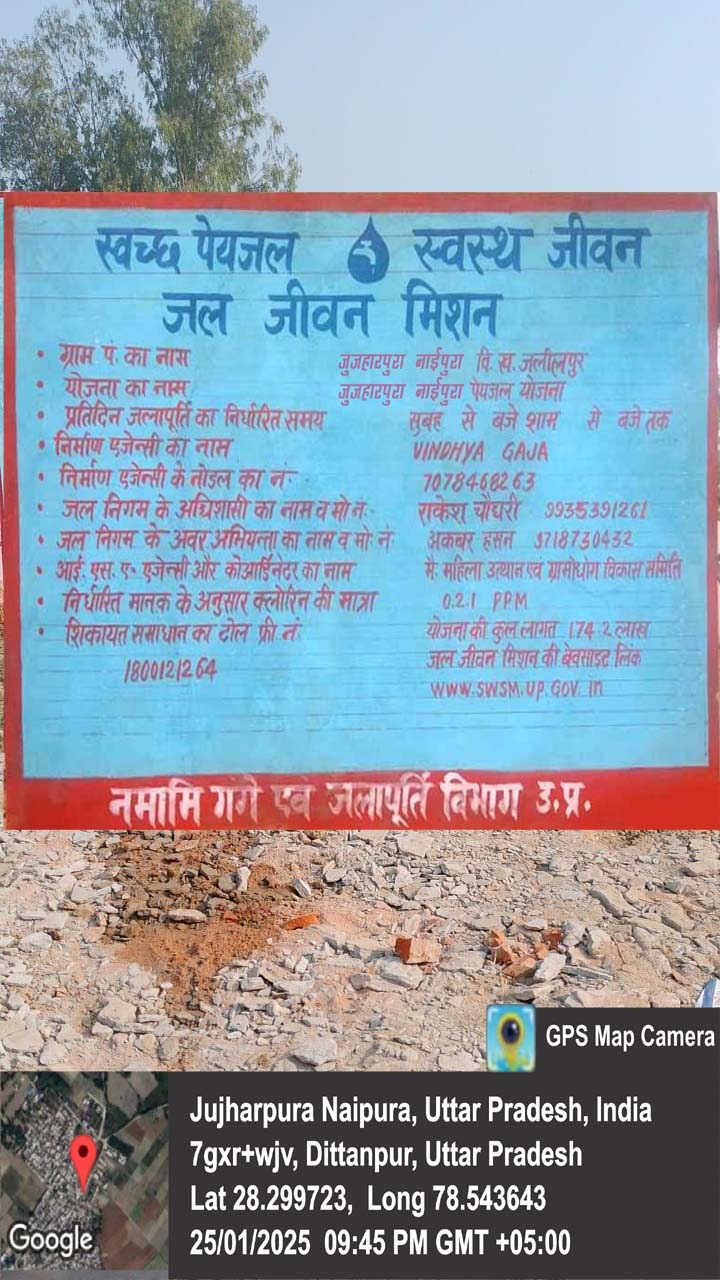 स्वच्छ पेयजल स्वस्थ जीवन
जल जीवन मिशन
• ग्राम पं. का नाम जुजहारपुरा नाईपुरा वि.ख. जलीलपुर
• योजना का नाम जुजहारपुरा नाईपुरा पेयजल योजना
• प्रतिदिन जलापूर्ति का निर्धारित समय सुबह से बजे शाम से बजे तक
• निर्माण एजेन्सी का नाम VINDHYA GAJA
• निर्माण एजेन्सी के नोडल का नं- 7078468263
• जल निगम के अधिशासी का नाम व मो नं- राकेश चौधरी 9935391261
• जल निगम के अवर अभियन्ता का नाम व मो नं अकबर हसन 9718730432
• आई. एस. ए- एजेन्सी और कोआर्डिनेटर का नाम मै. महिला उत्थान एवं ग्रामोधोग विकास समिति
• निर्धारित मानक के अनुसार क्लोरिन की मात्रा 0.2.1 PPM
• शिकायत समाधान का टोल फ्री नं. योजना की कुल लागत 174.2 लाख
1800121264 जल जीवन मिशन की बेवसाइट लिंक
WWW.SWSM.UP.GOV.in
नमामि गंगे एवं जलापूर्ति विभाग उ.प्र.
GPS Map Camera
Jujharpura Naipura, Uttar Pradesh, India
7gxr+wjv, Dittanpur, Uttar Pradesh
Lat 28.299723, Long 78.543643
25/01/2025 09:45 PM GMT +05:00
Google